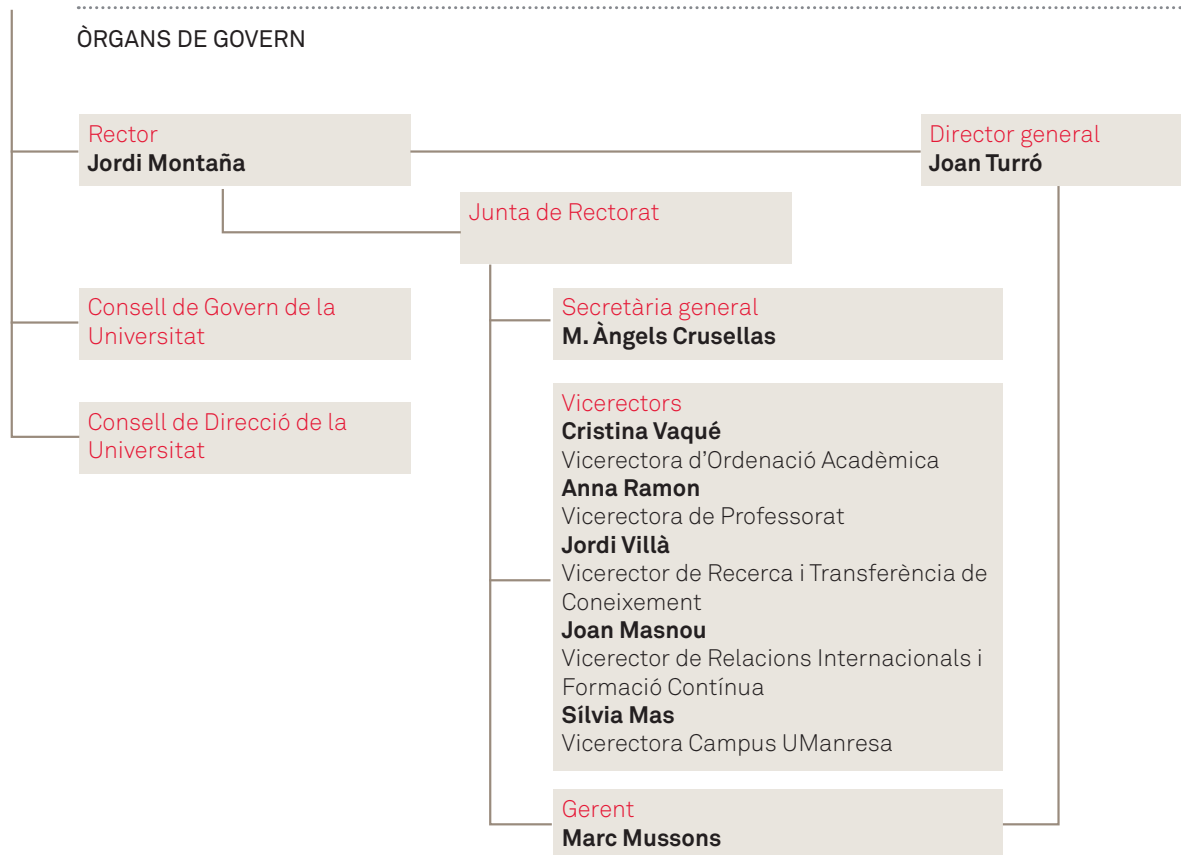 ÒRGANS DE GOVERN
Rector
Jordi Montaña
Director general
Joan Turró
Junta de Rectorat
Consell de Govern de la
Universitat
Secretària general
M. Àngels Crusellas
Consell de Direcció de la
Universitat
Vicerectors
Cristina Vaqué
Vicerectora d’Ordenació Acadèmica
Anna Ramon
Vicerectora de Professorat
Jordi Villà
Vicerector de Recerca i Transferència de
Coneixement
Joan Masnou
Vicerector de Relacions Internacionals i
Formació Contínua
Sílvia Mas
Vicerectora Campus UManresa
Gerent
Marc Mussons